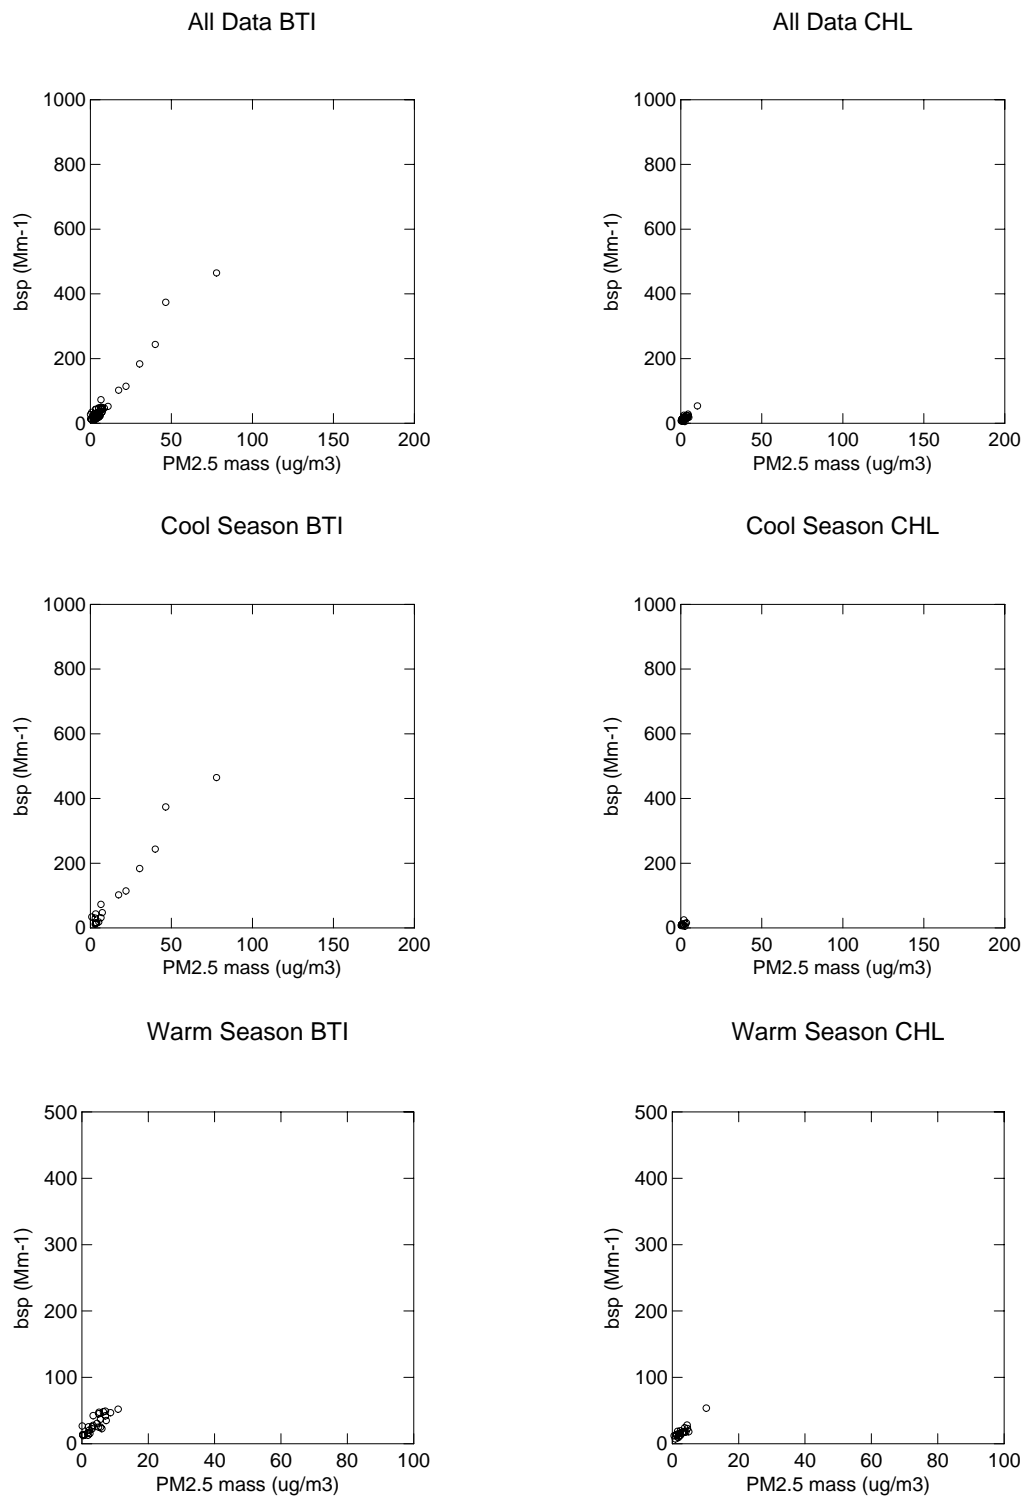 All Data BTI
1000
800
600
400
200
0
bsp (Mm-1)
0 50 100 150 200
PM2.5 mass (ug/m3)
All Data CHL
1000
800
600
400
200
0
bsp (Mm-1)
0 50 100 150 200
PM2.5 mass (ug/m3)
Cool Season BTI
1000
800
600
400
200
0
bsp (Mm-1)
0 50 100 150 200
PM2.5 mass (ug/m3)
Cool Season CHL
1000
800
600
400
200
0
bsp (Mm-1)
0 50 100 150 200
PM2.5 mass (ug/m3)
Warm Season BTI
500
400
300
200
100
0
bsp (Mm-1)
0 20 40 60 80 100
PM2.5 mass (ug/m3)
Warm Season CHL
500
400
300
200
100
0
bsp (Mm-1)
0 20 40 60 80 100
PM2.5 mass (ug/m3)